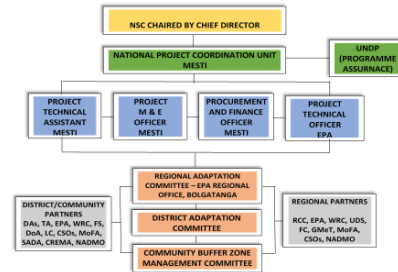 NSC CHAIRED BY CHIEF DIRECTOR
NATIONAL PROJECT COORDINATION UNIT
MESTI
UNDP
(PROGRAMME
ASSURNACE)
PROJECT
TECHNICAL
ASSISTANT
MESTI
PROJECT
M & E
OFFICER
MESTI
PROCUREMENT
AND FINANCE
OFFICER
MESTI
PROJECT
TECHNICAL
OFFICER
EPA
REGIONAL ADAPTATION
COMMITTEE – EPA REGIONAL
OFFICE, BOLGATANGA
DISTRICT ADAPTATION
COMMITTEE
COMMUNITY BUFFER ZONE
MANAGEMENT COMMITTEE
DISTRICT/COMMUNITY
PARTNERS
DAs, TA, EPA, WRC, FS,
DoA, LC, CSOs, MoFA,
SADA, CREMA, NADMO
REGIONAL PARTNERS
RCC, EPA, WRC, UDS,
FC, GMeT, MoFA,
CSOs, NADMO